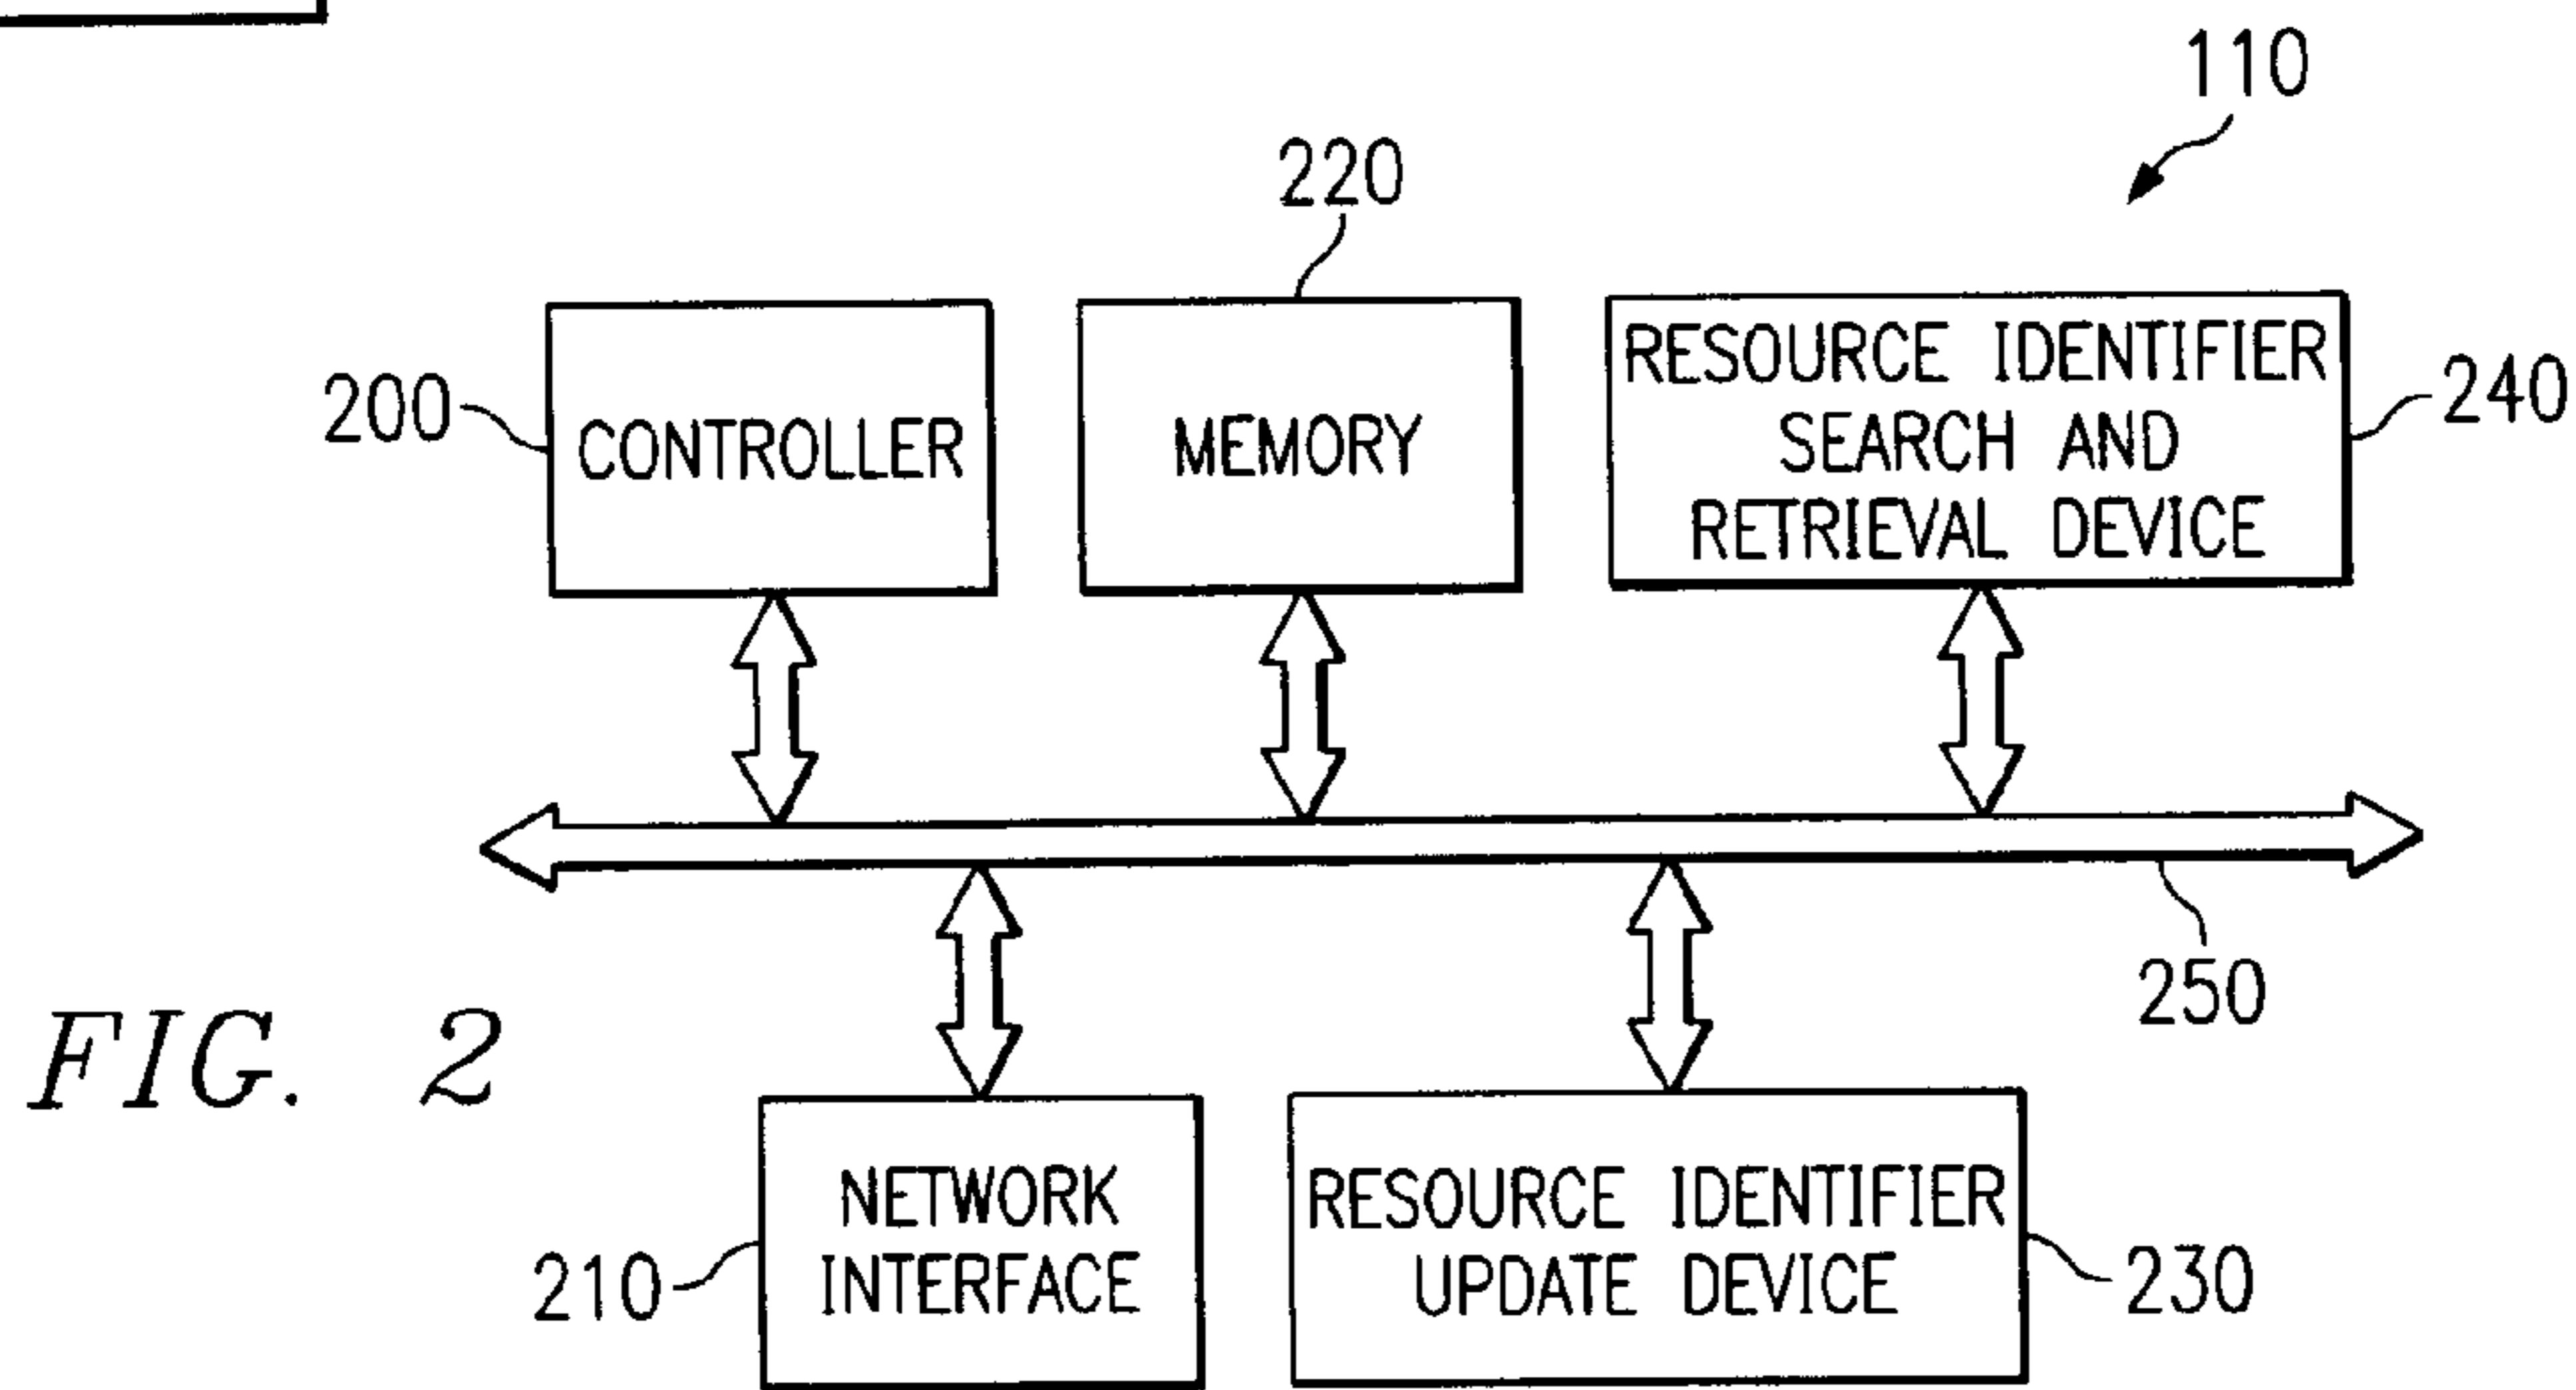 110
220
200
CONTROLLER
MEMORY
RESOURCE IDENTIFIER
SEARCH AND
RETRIEVAL DEVICE
240
250
FIG. 2
NETWORK
INTERFACE
210
RESOURCE IDENTIFIER
UPDATE DEVICE
230